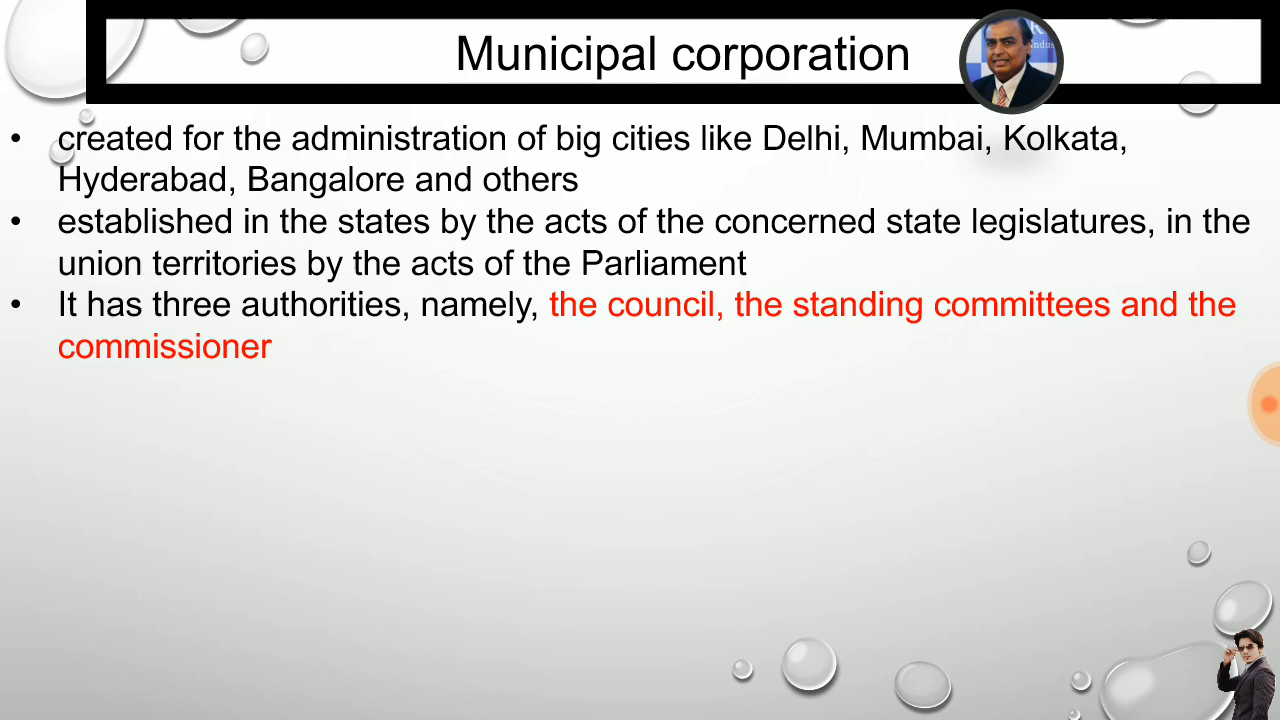 Municipal corporation
• created for the administration of big cities like Delhi, Mumbai, Kolkata,
Hyderabad, Bangalore and others
• established in the states by the acts of the concerned state legislatures, in the
union territories by the acts of the Parliament
• It has three authorities, namely, the council, the standing committees and the
commissioner